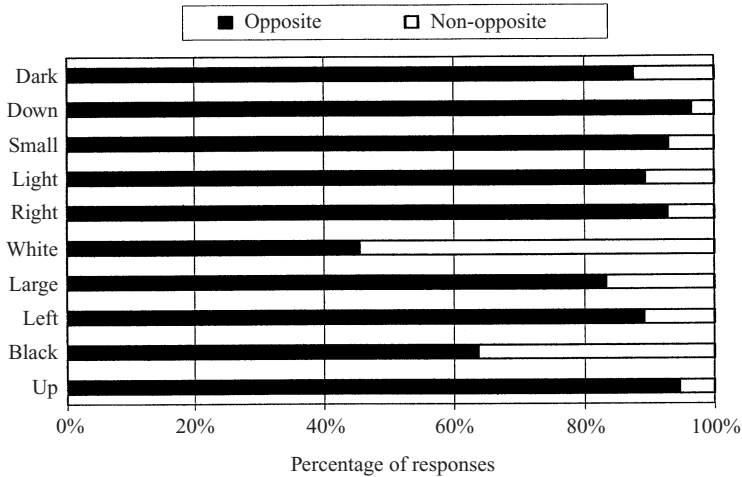 Opposite Non-opposite
Dark
Down
Small
Light
Right
White
Large
Left
Black
Up
0% 20% 40% 60% 80% 100%
Percentage of responses